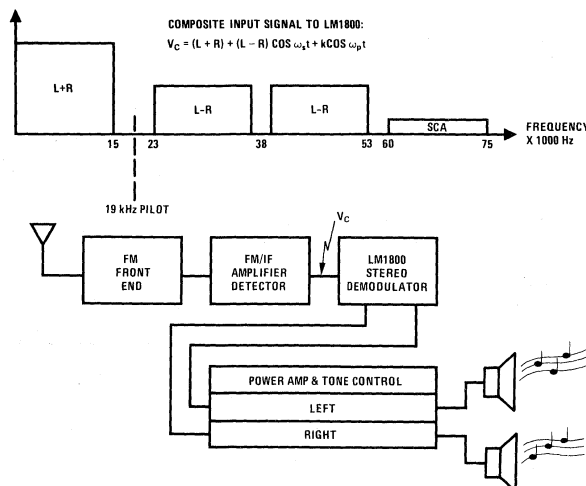 COMPOSITE INPUT SIGNAL TO LM1800:
V_C = (L + R) + (L – R) COS ω_s t + kCOS ω_p t
L+R
L–R
L–R
SCA
FREQUENCY
X 1000 Hz
15
23
38
53
60
75
19 kHz PILOT
V_C
FM
FRONT
END
FM/IF
AMPLIFIER
DETECTOR
LM1800
STEREO
DEMODULATOR
POWER AMP & TONE CONTROL
LEFT
RIGHT